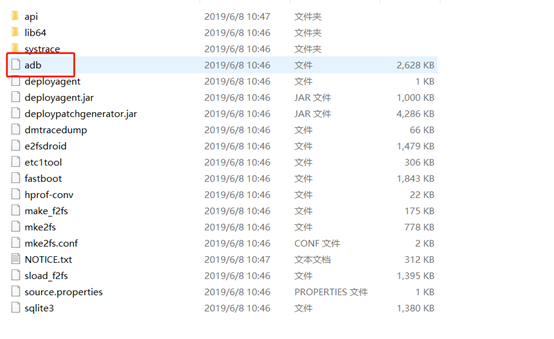 api 2019/6/8 10:47 文件夹
lib64 2019/6/8 10:46 文件夹
systrace 2019/6/8 10:46 文件夹
adb 2019/6/8 10:46 文件 2,628 KB
deployagent 2019/6/8 10:46 文件 1 KB
deployagent.jar 2019/6/8 10:46 JAR 文件 1,000 KB
deploypatchgenerator.jar 2019/6/8 10:46 JAR 文件 4,286 KB
dmtracedump 2019/6/8 10:46 文件 66 KB
e2fsdroid 2019/6/8 10:46 文件 1,479 KB
etc1tool 2019/6/8 10:46 文件 306 KB
fastboot 2019/6/8 10:46 文件 1,843 KB
hprof-conv 2019/6/8 10:46 文件 22 KB
make_f2fs 2019/6/8 10:46 文件 175 KB
mke2fs 2019/6/8 10:46 文件 778 KB
mke2fs.conf 2019/6/8 10:46 CONF 文件 2 KB
NOTICE.txt 2019/6/8 10:47 文本文档 312 KB
sload_f2fs 2019/6/8 10:46 文件 1,395 KB
source.properties 2019/6/8 10:46 PROPERTIES 文件 1 KB
sqlite3 2019/6/8 10:46 文件 1,380 KB